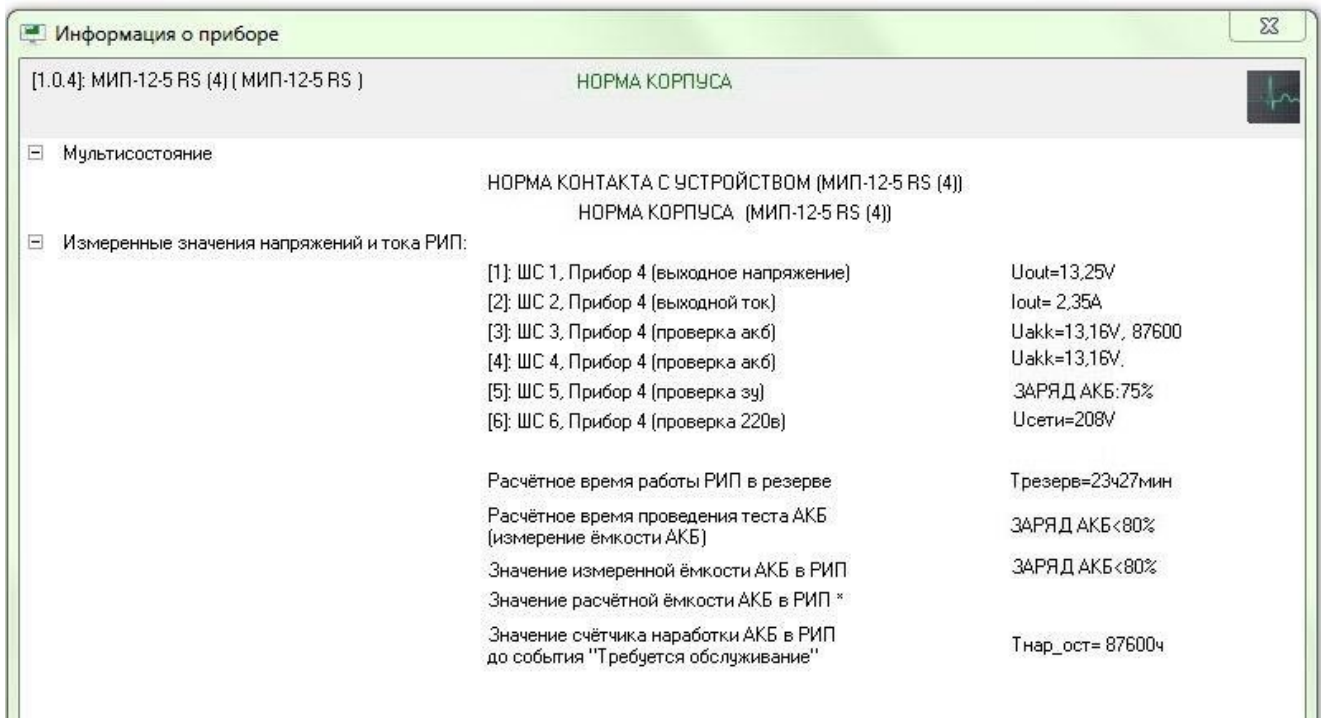 Информация о приборе
[1.0.4]: МИП-12-5 RS (4) ( МИП-12-5 RS ) НОРМА КОРПУСА
Мультисостояние
НОРМА КОНТАКТА С УСТРОЙСТВОМ (МИП-12-5 RS (4))
НОРМА КОРПУСА (МИП-12-5 RS (4))
Измеренные значения напряжений и тока РИП:
[1]: ШС 1, Прибор 4 (выходное напряжение) Uout=13,25V
[2]: ШС 2, Прибор 4 (выходной ток) Iout= 2,35A
[3]: ШС 3, Прибор 4 (проверка акб) Uakk=13,16V, 87600
[4]: ШС 4, Прибор 4 (проверка акб) Uakk=13,16V,
[5]: ШС 5, Прибор 4 (проверка зу) ЗАРЯД АКБ:75%
[6]: ШС 6, Прибор 4 (проверка 220в) Uсети=208V
Расчётное время работы РИП в резерве Tрезерв=23ч27мин
Расчётное время проведения теста АКБ
(измерение ёмкости АКБ) ЗАРЯД АКБ<80%
Значение измеренной ёмкости АКБ в РИП ЗАРЯД АКБ<80%
Значение расчётной ёмкости АКБ в РИП *
Значение счётчика наработки АКБ в РИП
до события "Требуется обслуживание" Tнар_ост= 87600ч